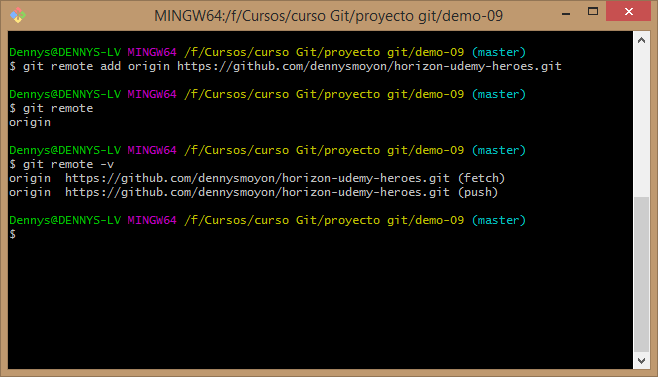 MINGW64:/f/Cursos/curso Git/proyecto git/demo-09
Dennys@DENNYS-LV MINGW64 /f/Cursos/curso Git/proyecto git/demo-09 (master)
$ git remote add origin https://github.com/dennysmoyon/horizon-udemy-heroes.git
Dennys@DENNYS-LV MINGW64 /f/Cursos/curso Git/proyecto git/demo-09 (master)
$ git remote
origin
Dennys@DENNYS-LV MINGW64 /f/Cursos/curso Git/proyecto git/demo-09 (master)
$ git remote -v
origin  https://github.com/dennysmoyon/horizon-udemy-heroes.git (fetch)
origin  https://github.com/dennysmoyon/horizon-udemy-heroes.git (push)
Dennys@DENNYS-LV MINGW64 /f/Cursos/curso Git/proyecto git/demo-09 (master)
$